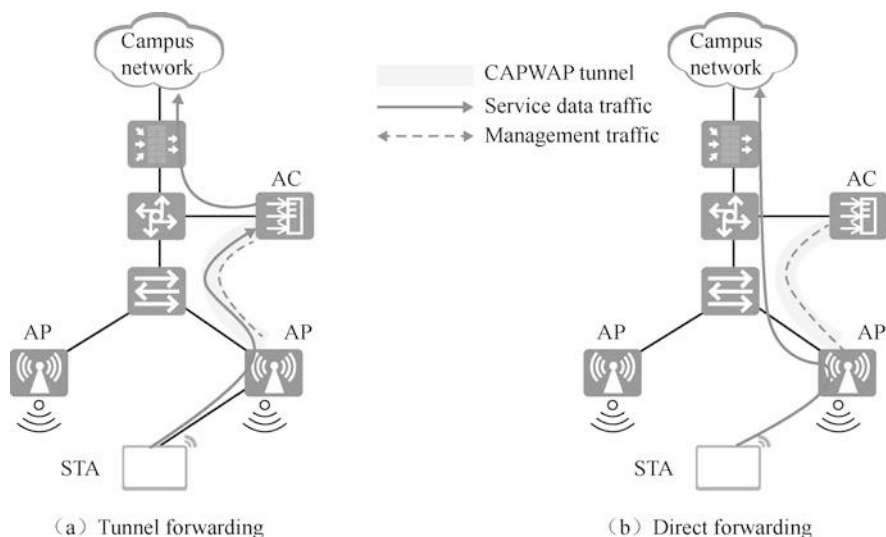 Campus
network
CAPWAP tunnel
Service data traffic
Management traffic
AC
AP
AP
STA
（a）Tunnel forwarding
Campus
network
AC
AP
AP
STA
（b）Direct forwarding